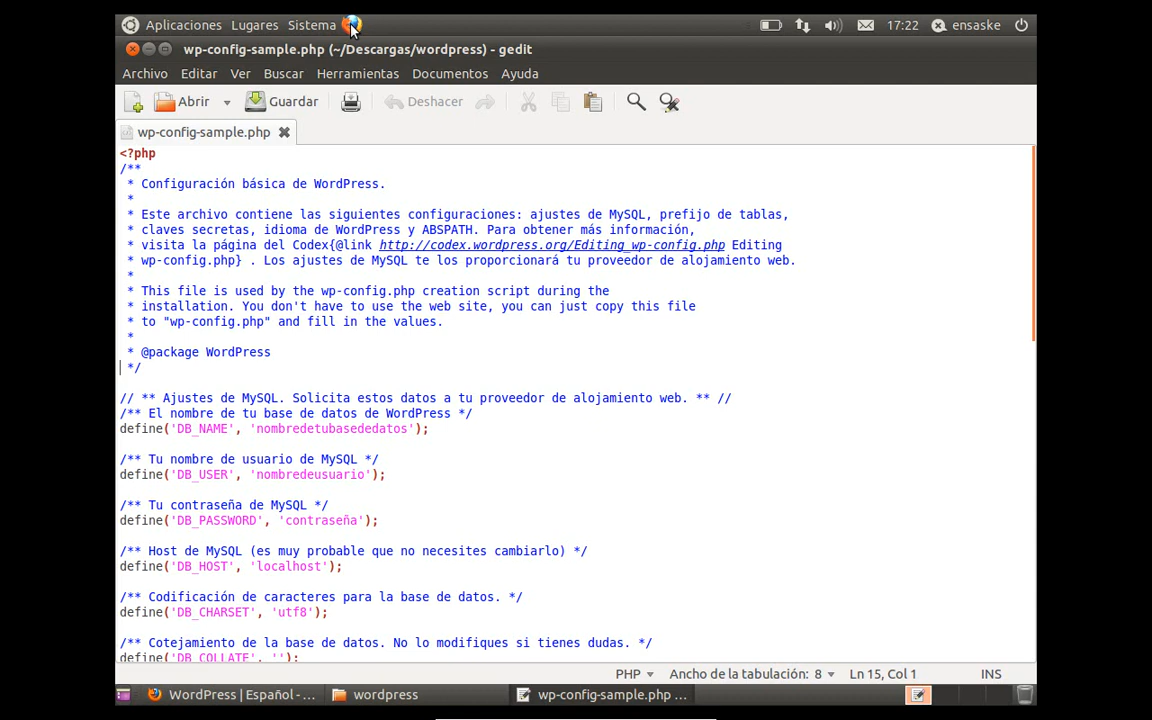 Aplicaciones Lugares Sistema 17:22 ensaske
wp-config-sample.php (~/Descargas/wordpress) - gedit
Archivo Editar Ver Buscar Herramientas Documentos Ayuda
Abrir Guardar Deshacer
wp-config-sample.php
<?php
/**
 * Configuración básica de WordPress.
 *
 * Este archivo contiene las siguientes configuraciones: ajustes de MySQL, prefijo de tablas,
 * claves secretas, idioma de WordPress y ABSPATH. Para obtener más información,
 * visita la página del Codex{@link http://codex.wordpress.org/Editing_wp-config.php Editing
 * wp-config.php} . Los ajustes de MySQL te los proporcionará tu proveedor de alojamiento web.
 *
 * This file is used by the wp-config.php creation script during the
 * installation. You don't have to use the web site, you can just copy this file
 * to "wp-config.php" and fill in the values.
 *
 * @package WordPress
 */
// ** Ajustes de MySQL. Solicita estos datos a tu proveedor de alojamiento web. ** //
/** El nombre de tu base de datos de WordPress */
define('DB_NAME', 'nombredetubasededatos');
/** Tu nombre de usuario de MySQL */
define('DB_USER', 'nombredeusuario');
/** Tu contraseña de MySQL */
define('DB_PASSWORD', 'contraseña');
/** Host de MySQL (es muy probable que no necesites cambiarlo) */
define('DB_HOST', 'localhost');
/** Codificación de caracteres para la base de datos. */
define('DB_CHARSET', 'utf8');
/** Cotejamiento de la base de datos. No lo modifiques si tienes dudas. */
define('DB_COLLATE', '');
PHP Ancho de la tabulación: 8 Ln 15, Col 1 INS
WordPress | Español - ... wordpress wp-config-sample.php ...